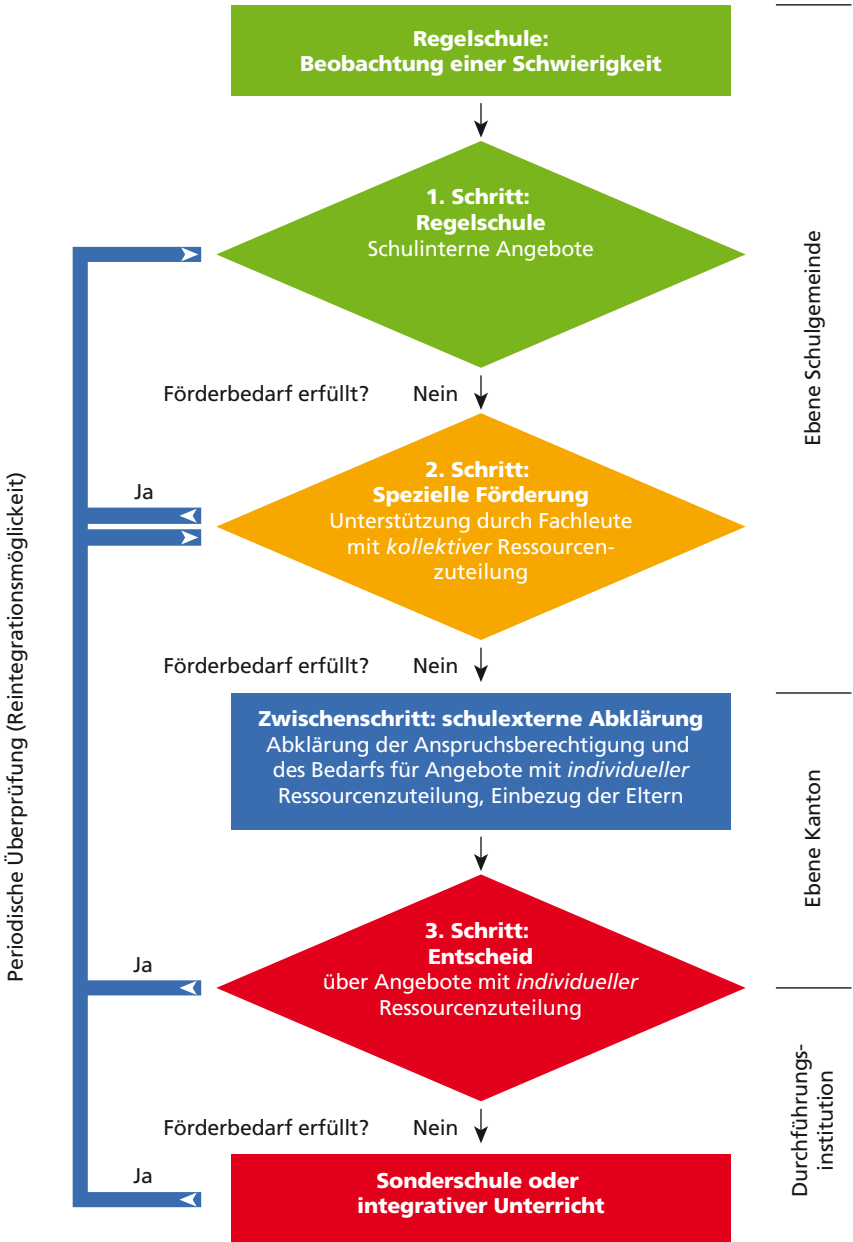 Regelschule:
Beobachtung einer Schwierigkeit
1. Schritt:
Regelschule
Schulinterne Angebote
Förderbedarf erfüllt? Nein
2. Schritt:
Spezielle Förderung
Unterstützung durch Fachleute
mit kollektiver Ressourcen-
zuteilung
Ja
Förderbedarf erfüllt? Nein
Zwischenschritt: schulexterne Abklärung
Abklärung der Anspruchsberechtigung und
des Bedarfs für Angebote mit individueller
Ressourcenzuteilung, Einbezug der Eltern
3. Schritt:
Entscheid
über Angebote mit individueller
Ressourcenzuteilung
Ja
Förderbedarf erfüllt? Nein
Sonderschule oder
integrativer Unterricht
Ja
Periodische Überprüfung (Reintegrationsmöglickeit)
Ebene Schulgemeinde
Ebene Kanton
Durchführungs-
institution